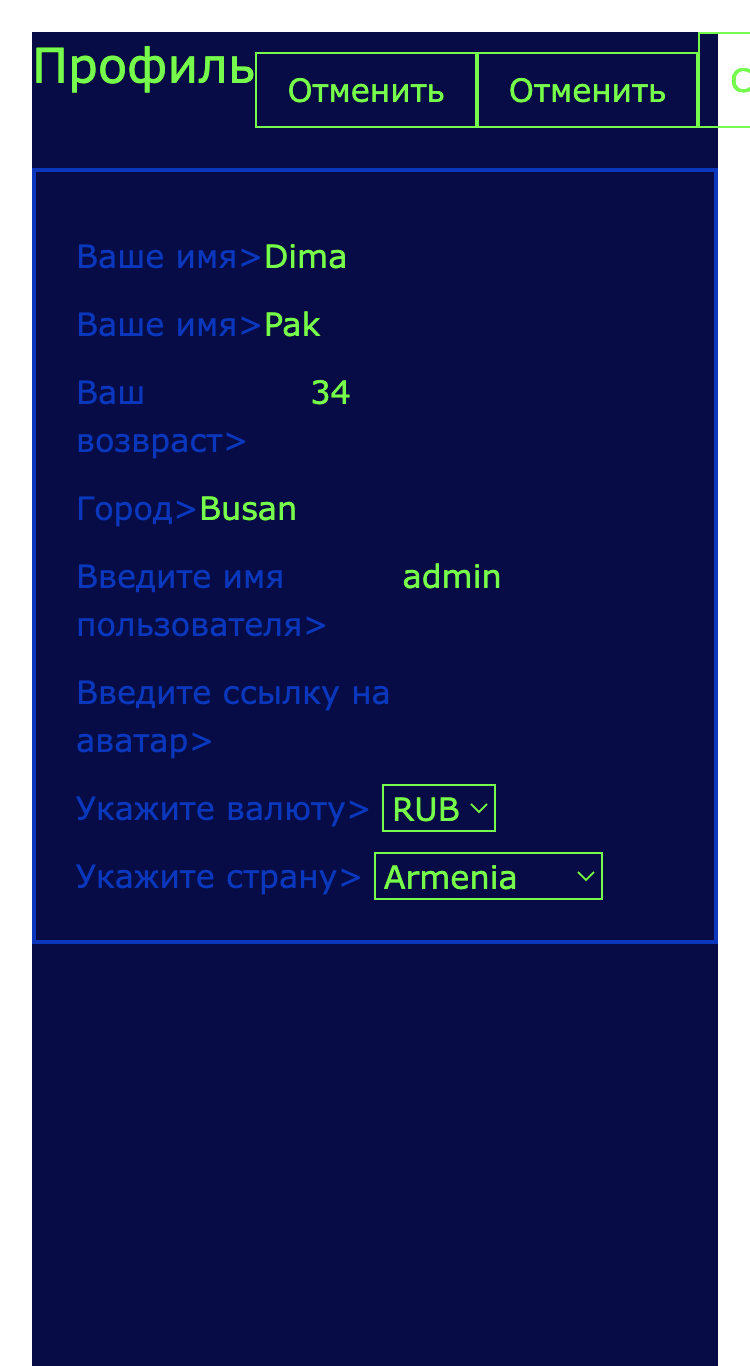 Профиль Отменить Отменить
Ваше имя>Dima
Ваше имя>Pak
Ваш 34
возвраст>
Город>Busan
Введите имя admin
пользователя>
Введите ссылку на
аватар>
Укажите валюту> RUB
Укажите страну> Armenia